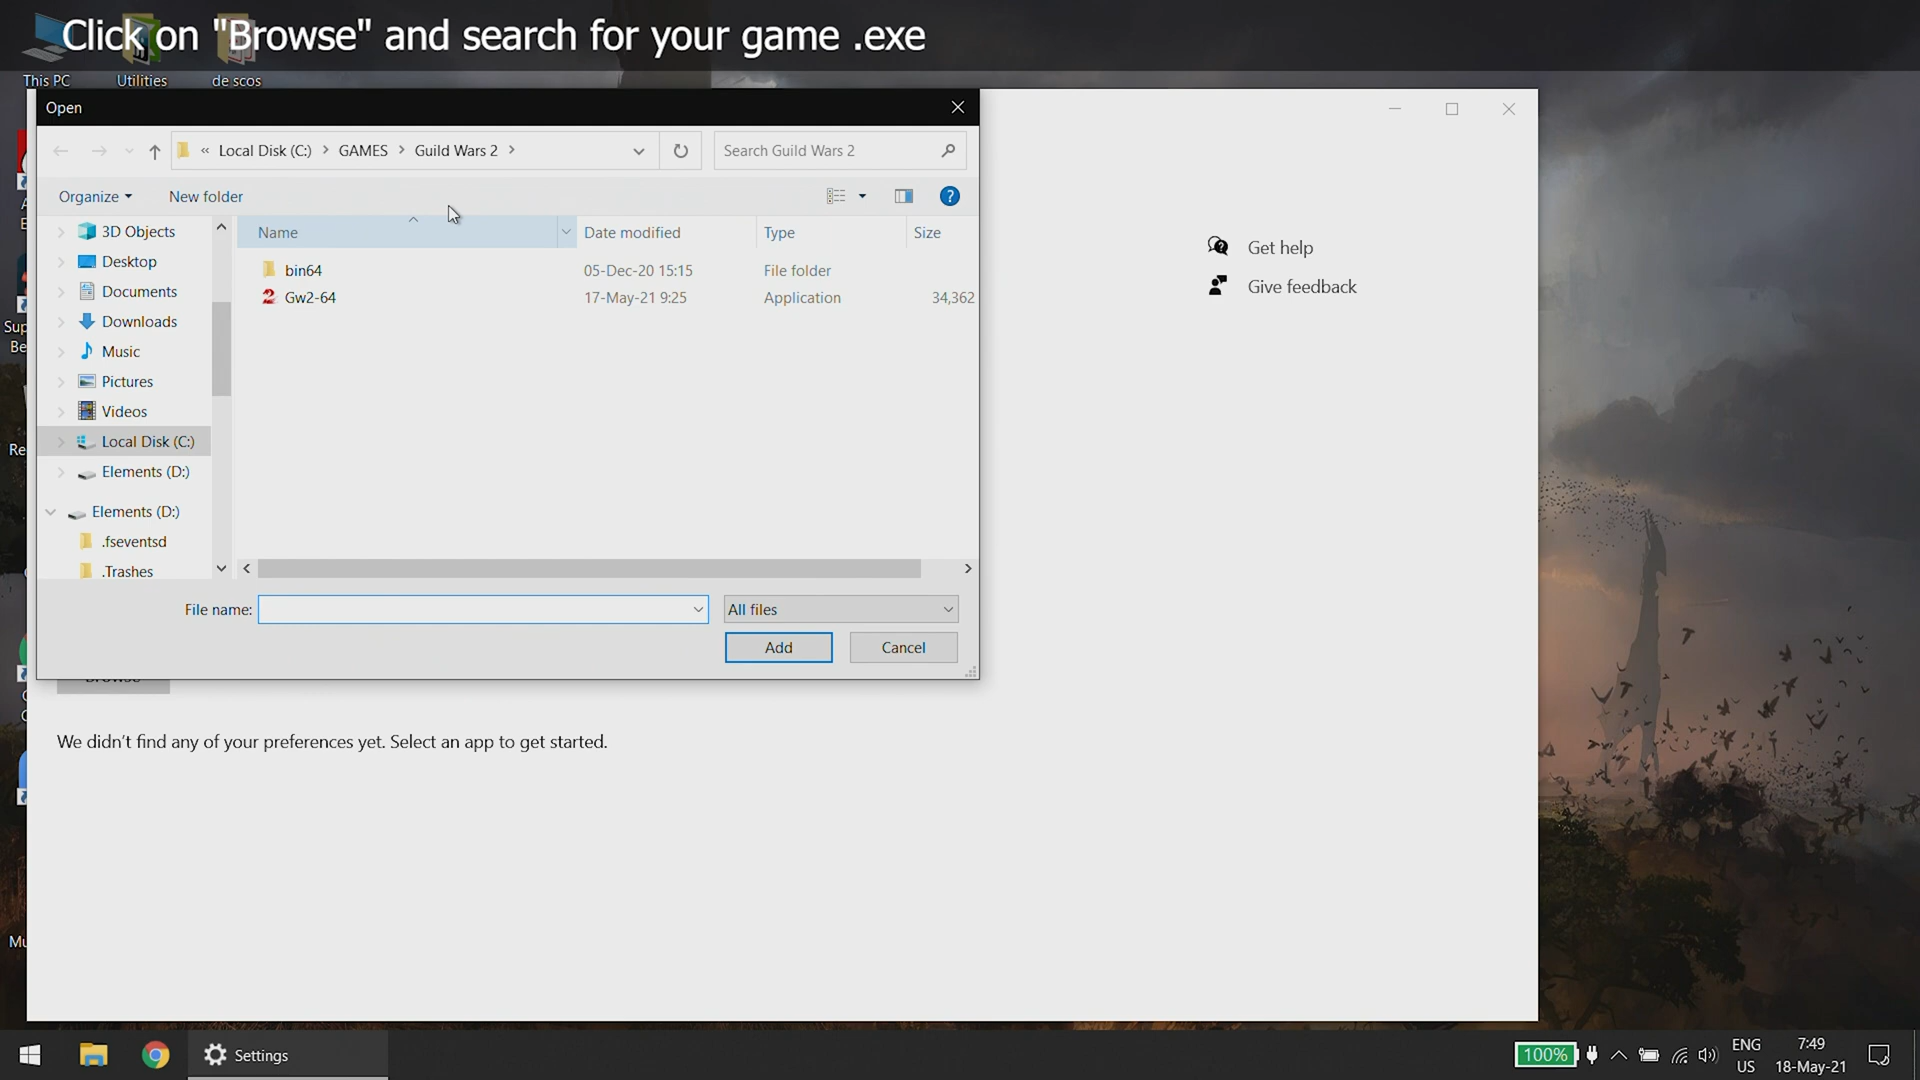 Click on "Browse" and search for your game .exe
This PC
Utilities
de scos
Open
« Local Disk (C:) > GAMES > Guild Wars 2 >
Search Guild Wars 2
Organize
New folder
Name
Date modified
Type
Size
bin64
05-Dec-20 15:15
File folder
Gw2-64
17-May-21 9:25
Application
34,362
3D Objects
Desktop
Documents
Downloads
Music
Pictures
Videos
Local Disk (C:)
Elements (D:)
Elements (D:)
.fseventsd
.Trashes
File name:
All files
Add
Cancel
Get help
Give feedback
Sup
Be
Re
Mu
We didn't find any of your preferences yet. Select an app to get started.
Settings
100%
ENG
US
7:49
18-May-21